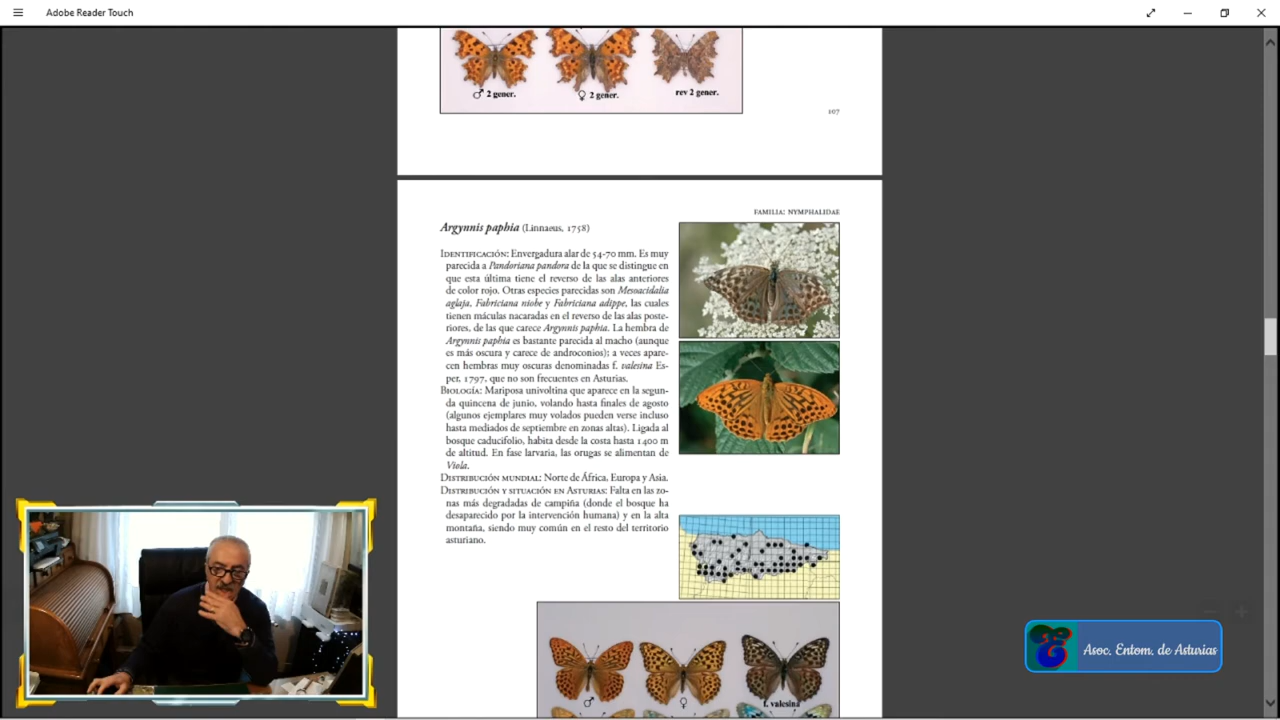 Adobe Reader Touch
♂ 2 gener.
♀ 2 gener.
rev 2 gener.
107
FAMILIA: NYMPHALIDAE
Argynnis paphia (Linnaeus, 1758)
IDENTIFICACIÓN: Envergadura alar de 54-70 mm. Es muy
parecida a Pandoriana pandora de la que se distingue en
que esta última tiene el reverso de las alas anteriores
de color rojo. Otras especies parecidas son Mesoacidalia
aglaja, Fabriciana niobe y Fabriciana adippe, las cuales
tienen máculas nacaradas en el reverso de las alas poste-
riores, de las que carece Argynnis paphia. La hembra de
Argynnis paphia es bastante parecida al macho (aunque
es más oscura y carece de androconios); a veces apare-
cen hembras muy oscuras denominadas f. valesina Es-
per, 1797, que no son frecuentes en Asturias.
BIOLOGÍA: Mariposa univoltina que aparece en la segun-
da quincena de junio, volando hasta finales de agosto
(algunos ejemplares muy volados pueden verse incluso
hasta mediados de septiembre en zonas altas). Ligada al
bosque caducifolio, habita desde la costa hasta 1400 m
de altitud. En fase larvaria, las orugas se alimentan de
Viola.
DISTRIBUCIÓN MUNDIAL: Norte de África, Europa y Asia.
DISTRIBUCIÓN Y SITUACIÓN EN ASTURIAS: Falta en las zo-
nas más degradadas de campiña (donde el bosque ha
desaparecido por la intervención humana) y en la alta
montaña, siendo muy común en el resto del territorio
asturiano.
♂
♀
f. valesina
Asoc. Entom. de Asturias